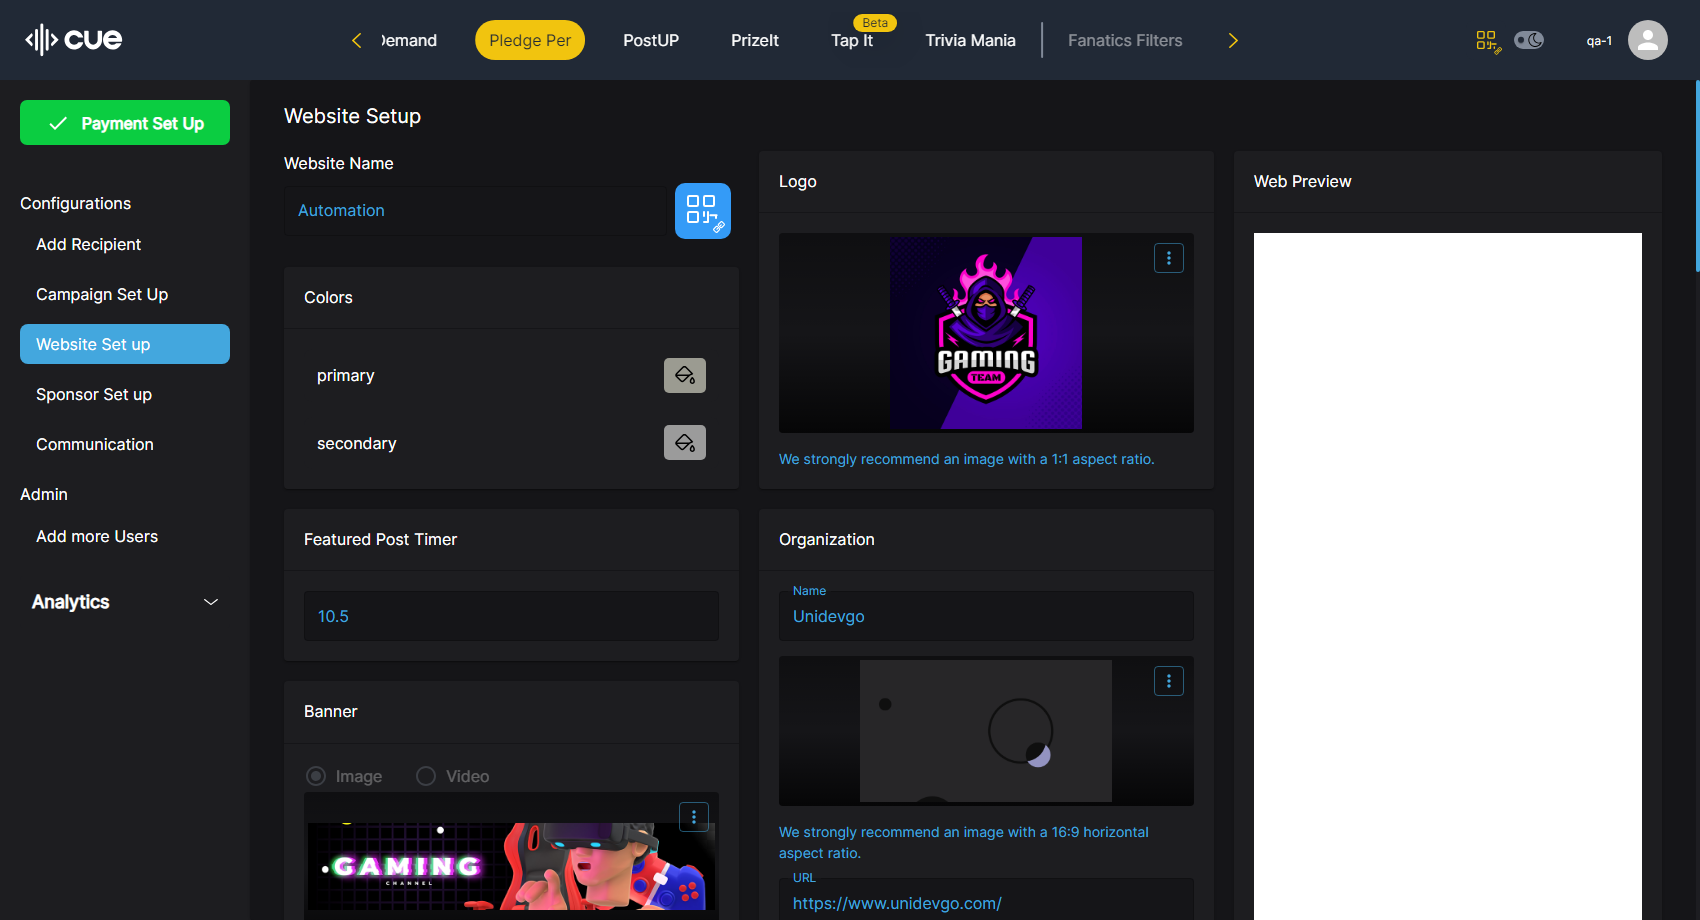 cue
Demand
Pledge Per
PostUP
PrizeIt
Beta
Tap It
Trivia Mania
Fanatics Filters
qa-1
Payment Set Up
Configurations
Add Recipient
Campaign Set Up
Website Set up
Sponsor Set up
Communication
Admin
Add more Users
Analytics
Website Setup
Website Name
Automation
Colors
primary
secondary
Featured Post Timer
10.5
Banner
Image
Video
GAMING
CHANNEL
Logo
GAMING
TEAM
We strongly recommend an image with a 1:1 aspect ratio.
Organization
Name
Unidevgo
We strongly recommend an image with a 16:9 horizontal
aspect ratio.
URL
https://www.unidevgo.com/
Web Preview